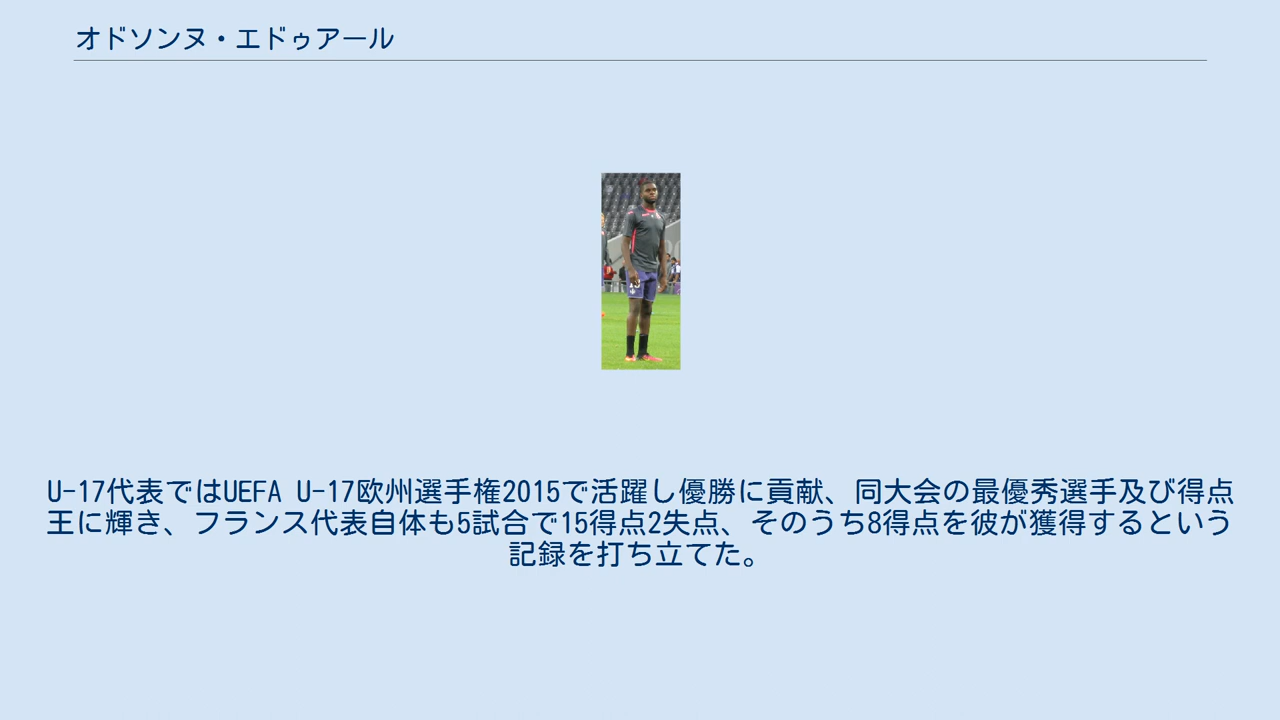 オドソンヌ・エドゥアール
U-17代表ではUEFA U-17欧州選手権2015で活躍し優勝に貢献、同大会の最優秀選手及び得点
王に輝き、フランス代表自体も5試合で15得点2失点、そのうち8得点を彼が獲得するという
記録を打ち立てた。